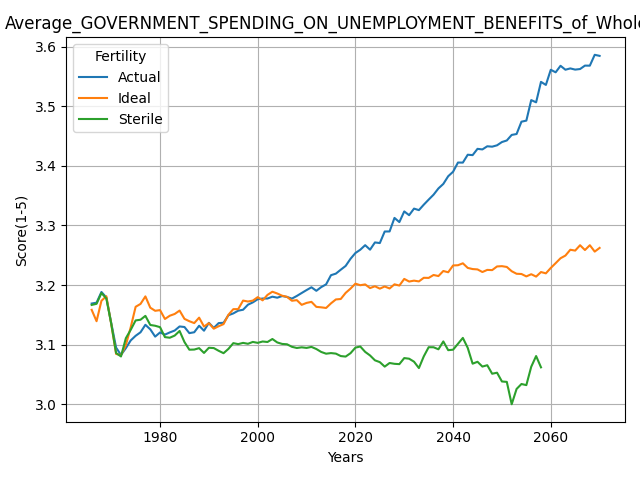 Average_GOVERNMENT_SPENDING_ON_UNEMPLOYMENT_BENEFITS_of_Whole
Fertility
Actual
Ideal
Sterile
Score(1-5)
3.6
3.5
3.4
3.3
3.2
3.1
3.0
1980 2000 2020 2040 2060
Years